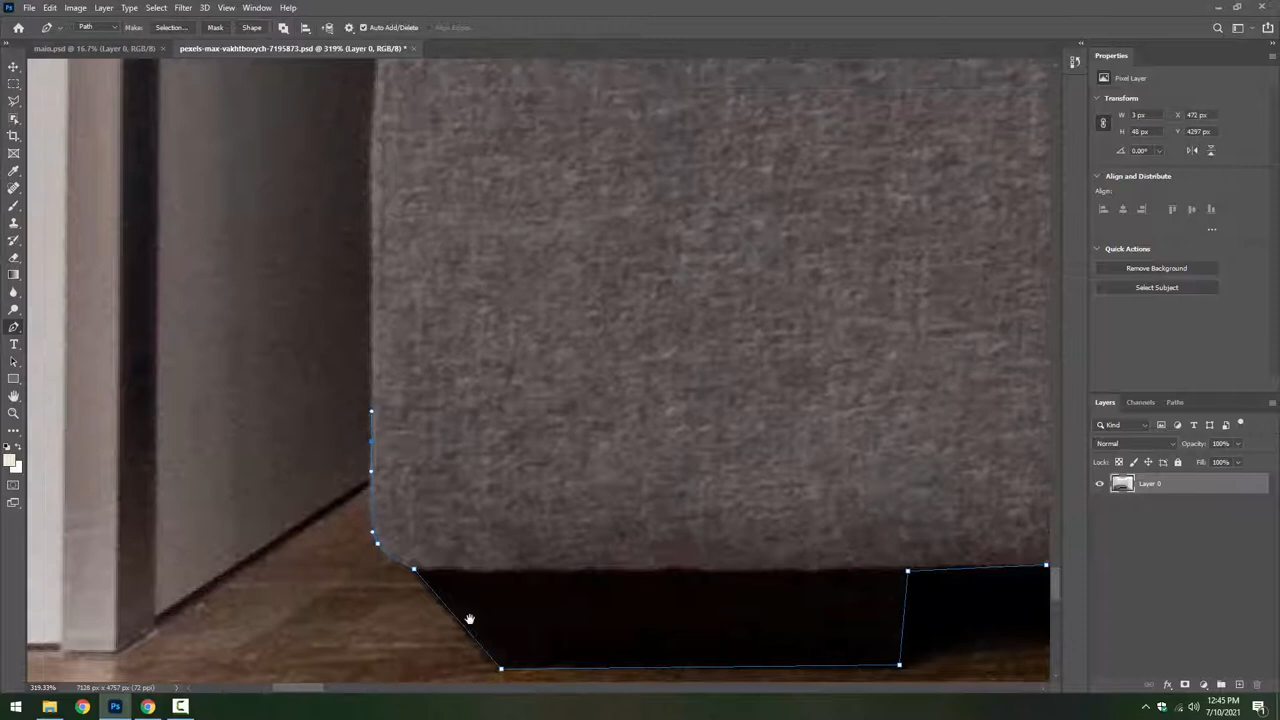 File Edit Image Layer Type Select Filter 3D View Window Help
Path Make: Selection... Mask Shape Auto Add/Delete Align Edges
pexels-max-vakhtbovych-7195873.psd @ 319% (Layer 0, RGB/8) *
main.psd @ 16.7% (Layer 0, RGB/8)
Properties
Pixel Layer
Transform
W 3 px X 472 px
H 48 px Y 4297 px
0.00°
Align and Distribute
Align:
Quick Actions
Remove Background
Select Subject
Layers Channels Paths
Kind
Normal Opacity: 100%
Lock: Fill: 100%
Layer 0
319.33% 7128 px x 4757 px (72 ppi)
12:45 PM
7/10/2021